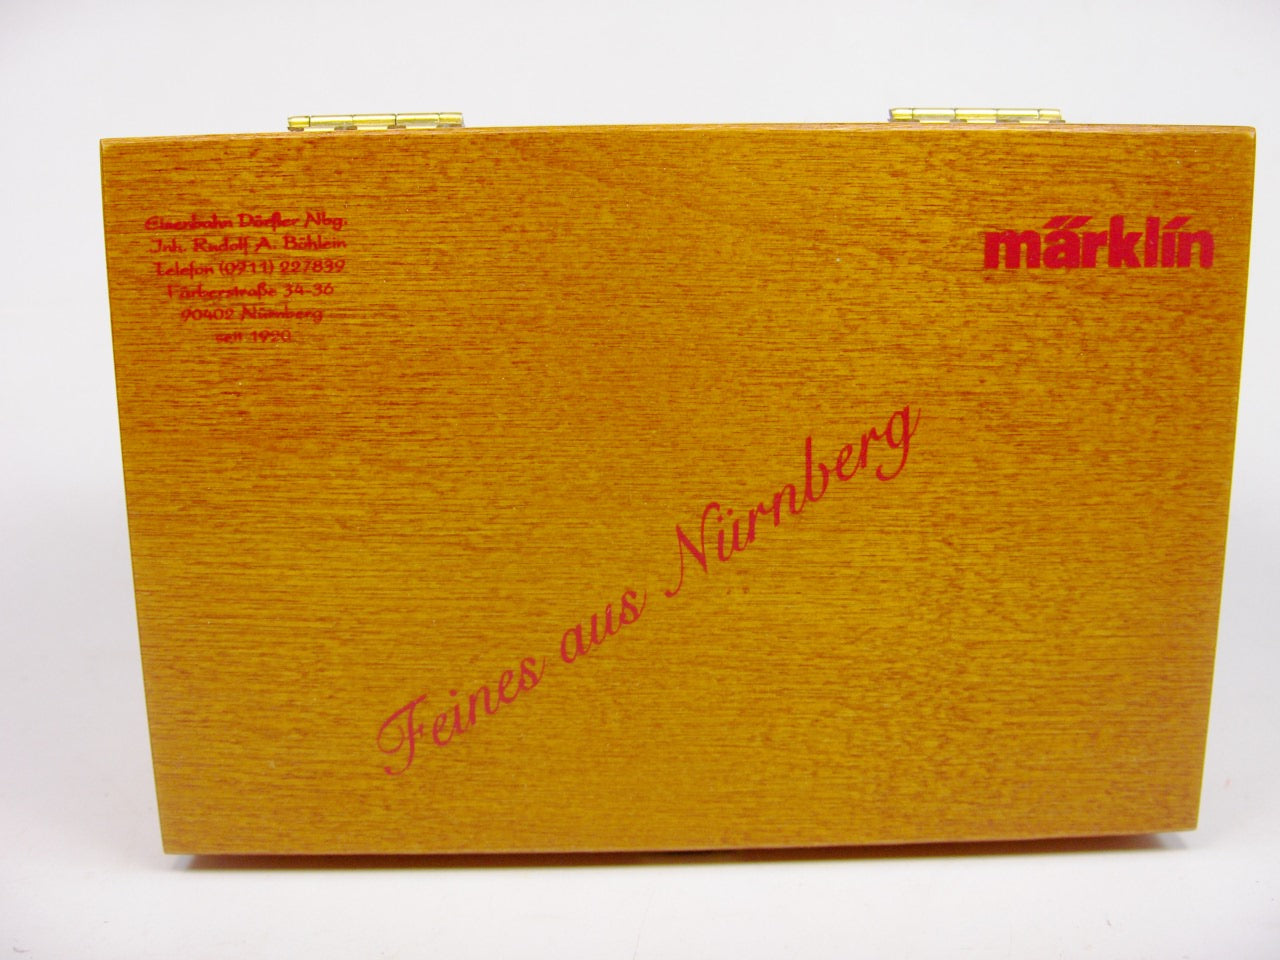 Eisenbahn Dörfler Nbg.
Inh. Rudolf A. Böhlein
Telefon (0911) 227839
Färberstraße 34-36
90402 Nürnberg
seit 1920
märklin
Feines aus Nürnberg